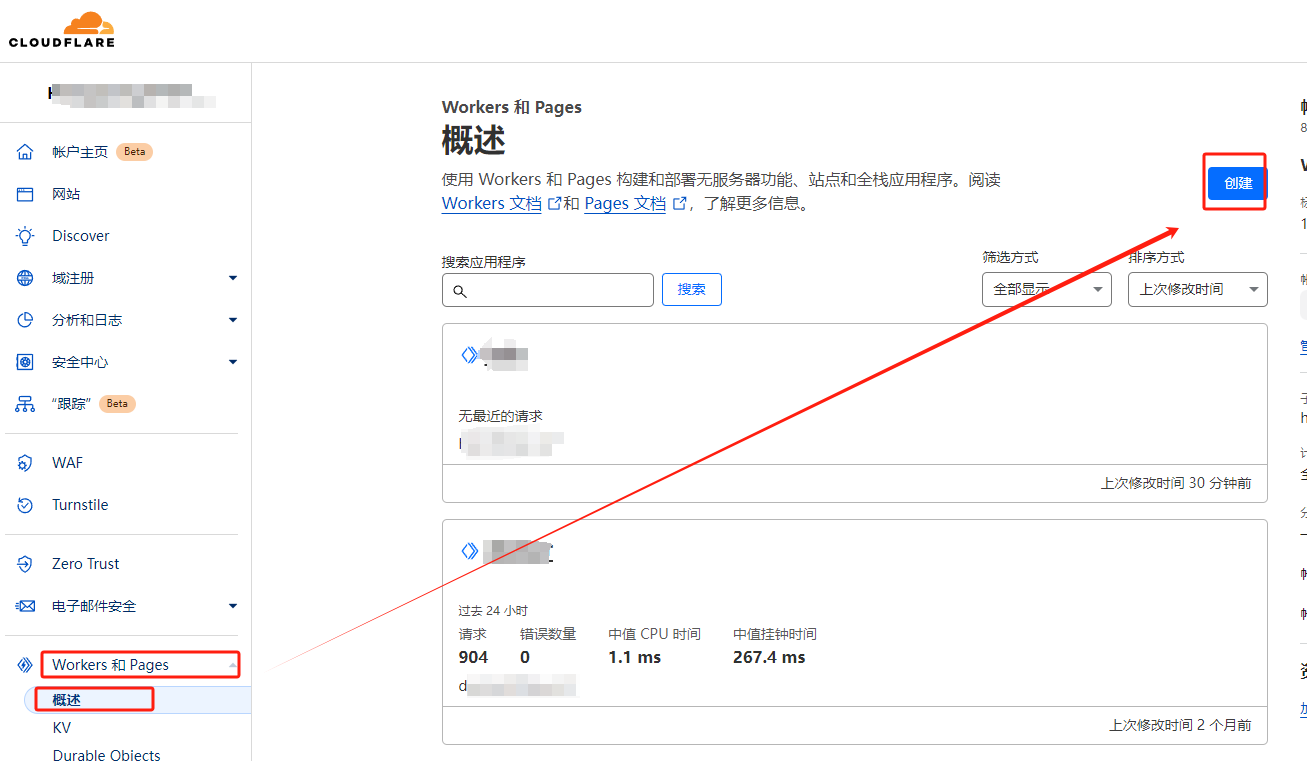 CLOUDFLARE
帐户主页 Beta
网站
Discover
域注册
分析和日志
安全中心
“跟踪” Beta
WAF
Turnstile
Zero Trust
电子邮件安全
Workers 和 Pages
概述
KV
Durable Objects
Workers 和 Pages
概述
使用 Workers 和 Pages 构建和部署无服务器功能、站点和全栈应用程序。阅读
Workers 文档 和 Pages 文档 ，了解更多信息。
创建
搜索应用程序
搜索
筛选方式
全部显示
排序方式
上次修改时间
无最近的请求
上次修改时间 30 分钟前
过去 24 小时
请求 错误数量 中值 CPU 时间 中值挂钟时间
904 0 1.1 ms 267.4 ms
d
上次修改时间 2 个月前